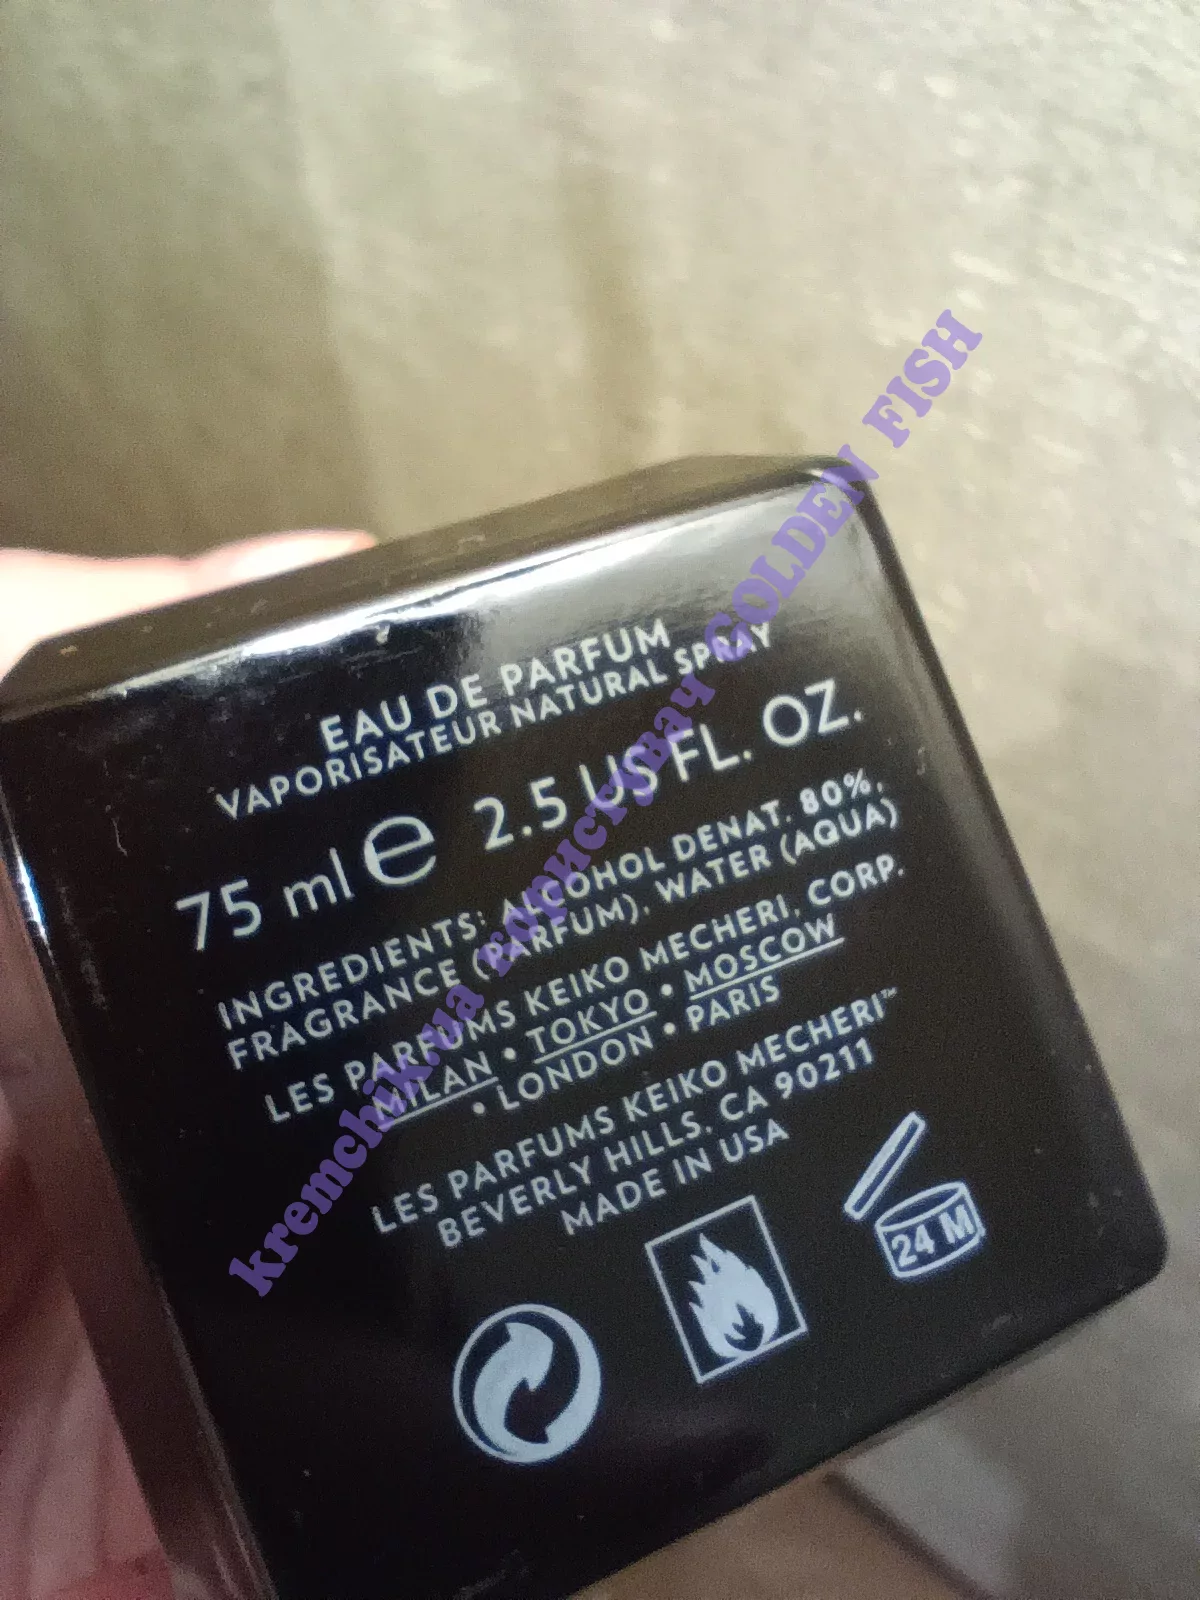 EAU DE PARFUM
VAPORISATEUR NATURAL SPRAY
75 ml e 2.5 US FL. OZ.
INGREDIENTS: ALCOHOL DENAT. 80%,
FRAGRANCE (PARFUM), WATER (AQUA)
LES PARFUMS KEIKO MECHERI, CORP.
MILAN • TOKYO • MOSCOW
• LONDON • PARIS
LES PARFUMS KEIKO MECHERI™
BEVERLY HILLS, CA 90211
MADE IN USA
24 M
kremchik.ua користувач GOLDEN FISH